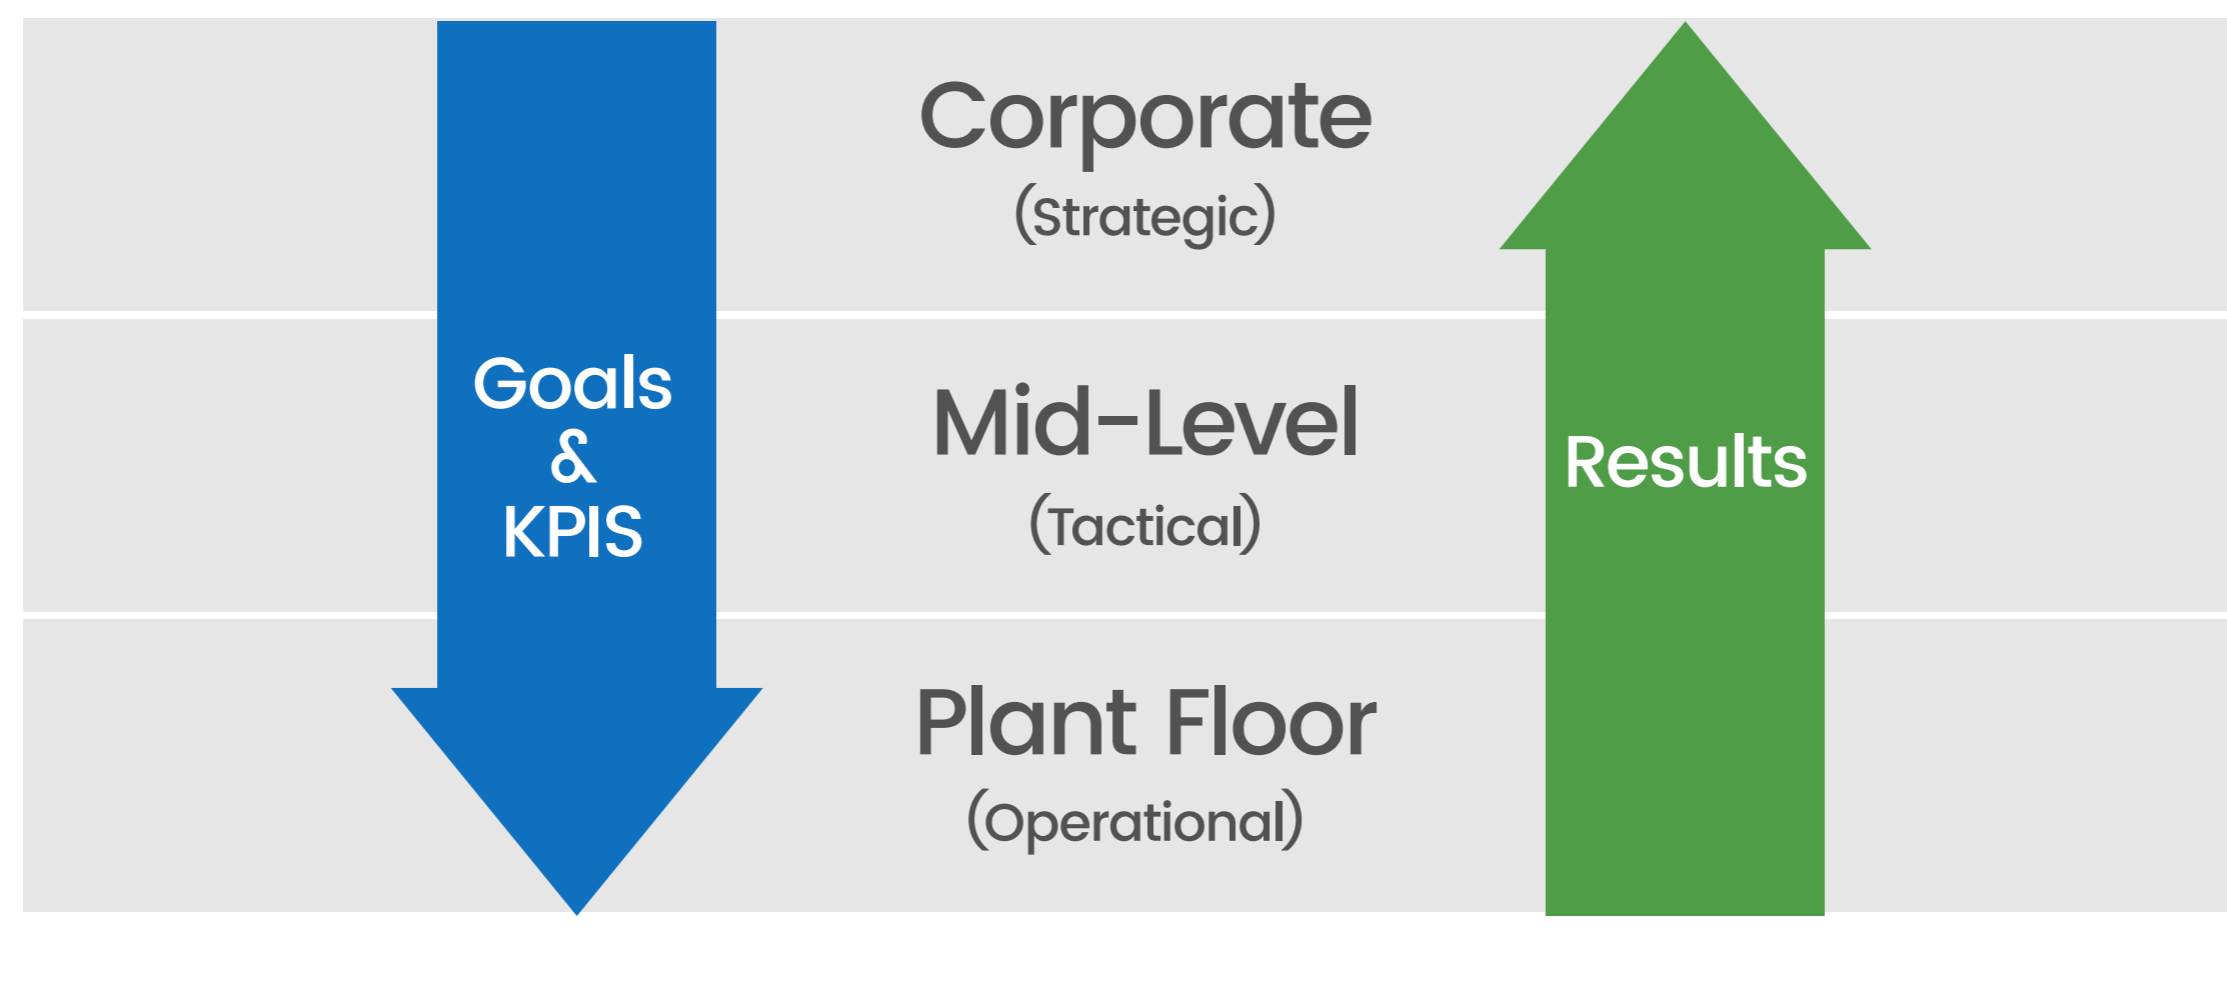 Corporate
(Strategic)
Goals
&
KPIS
Mid-Level
(Tactical)
Results
Plant Floor
(Operational)